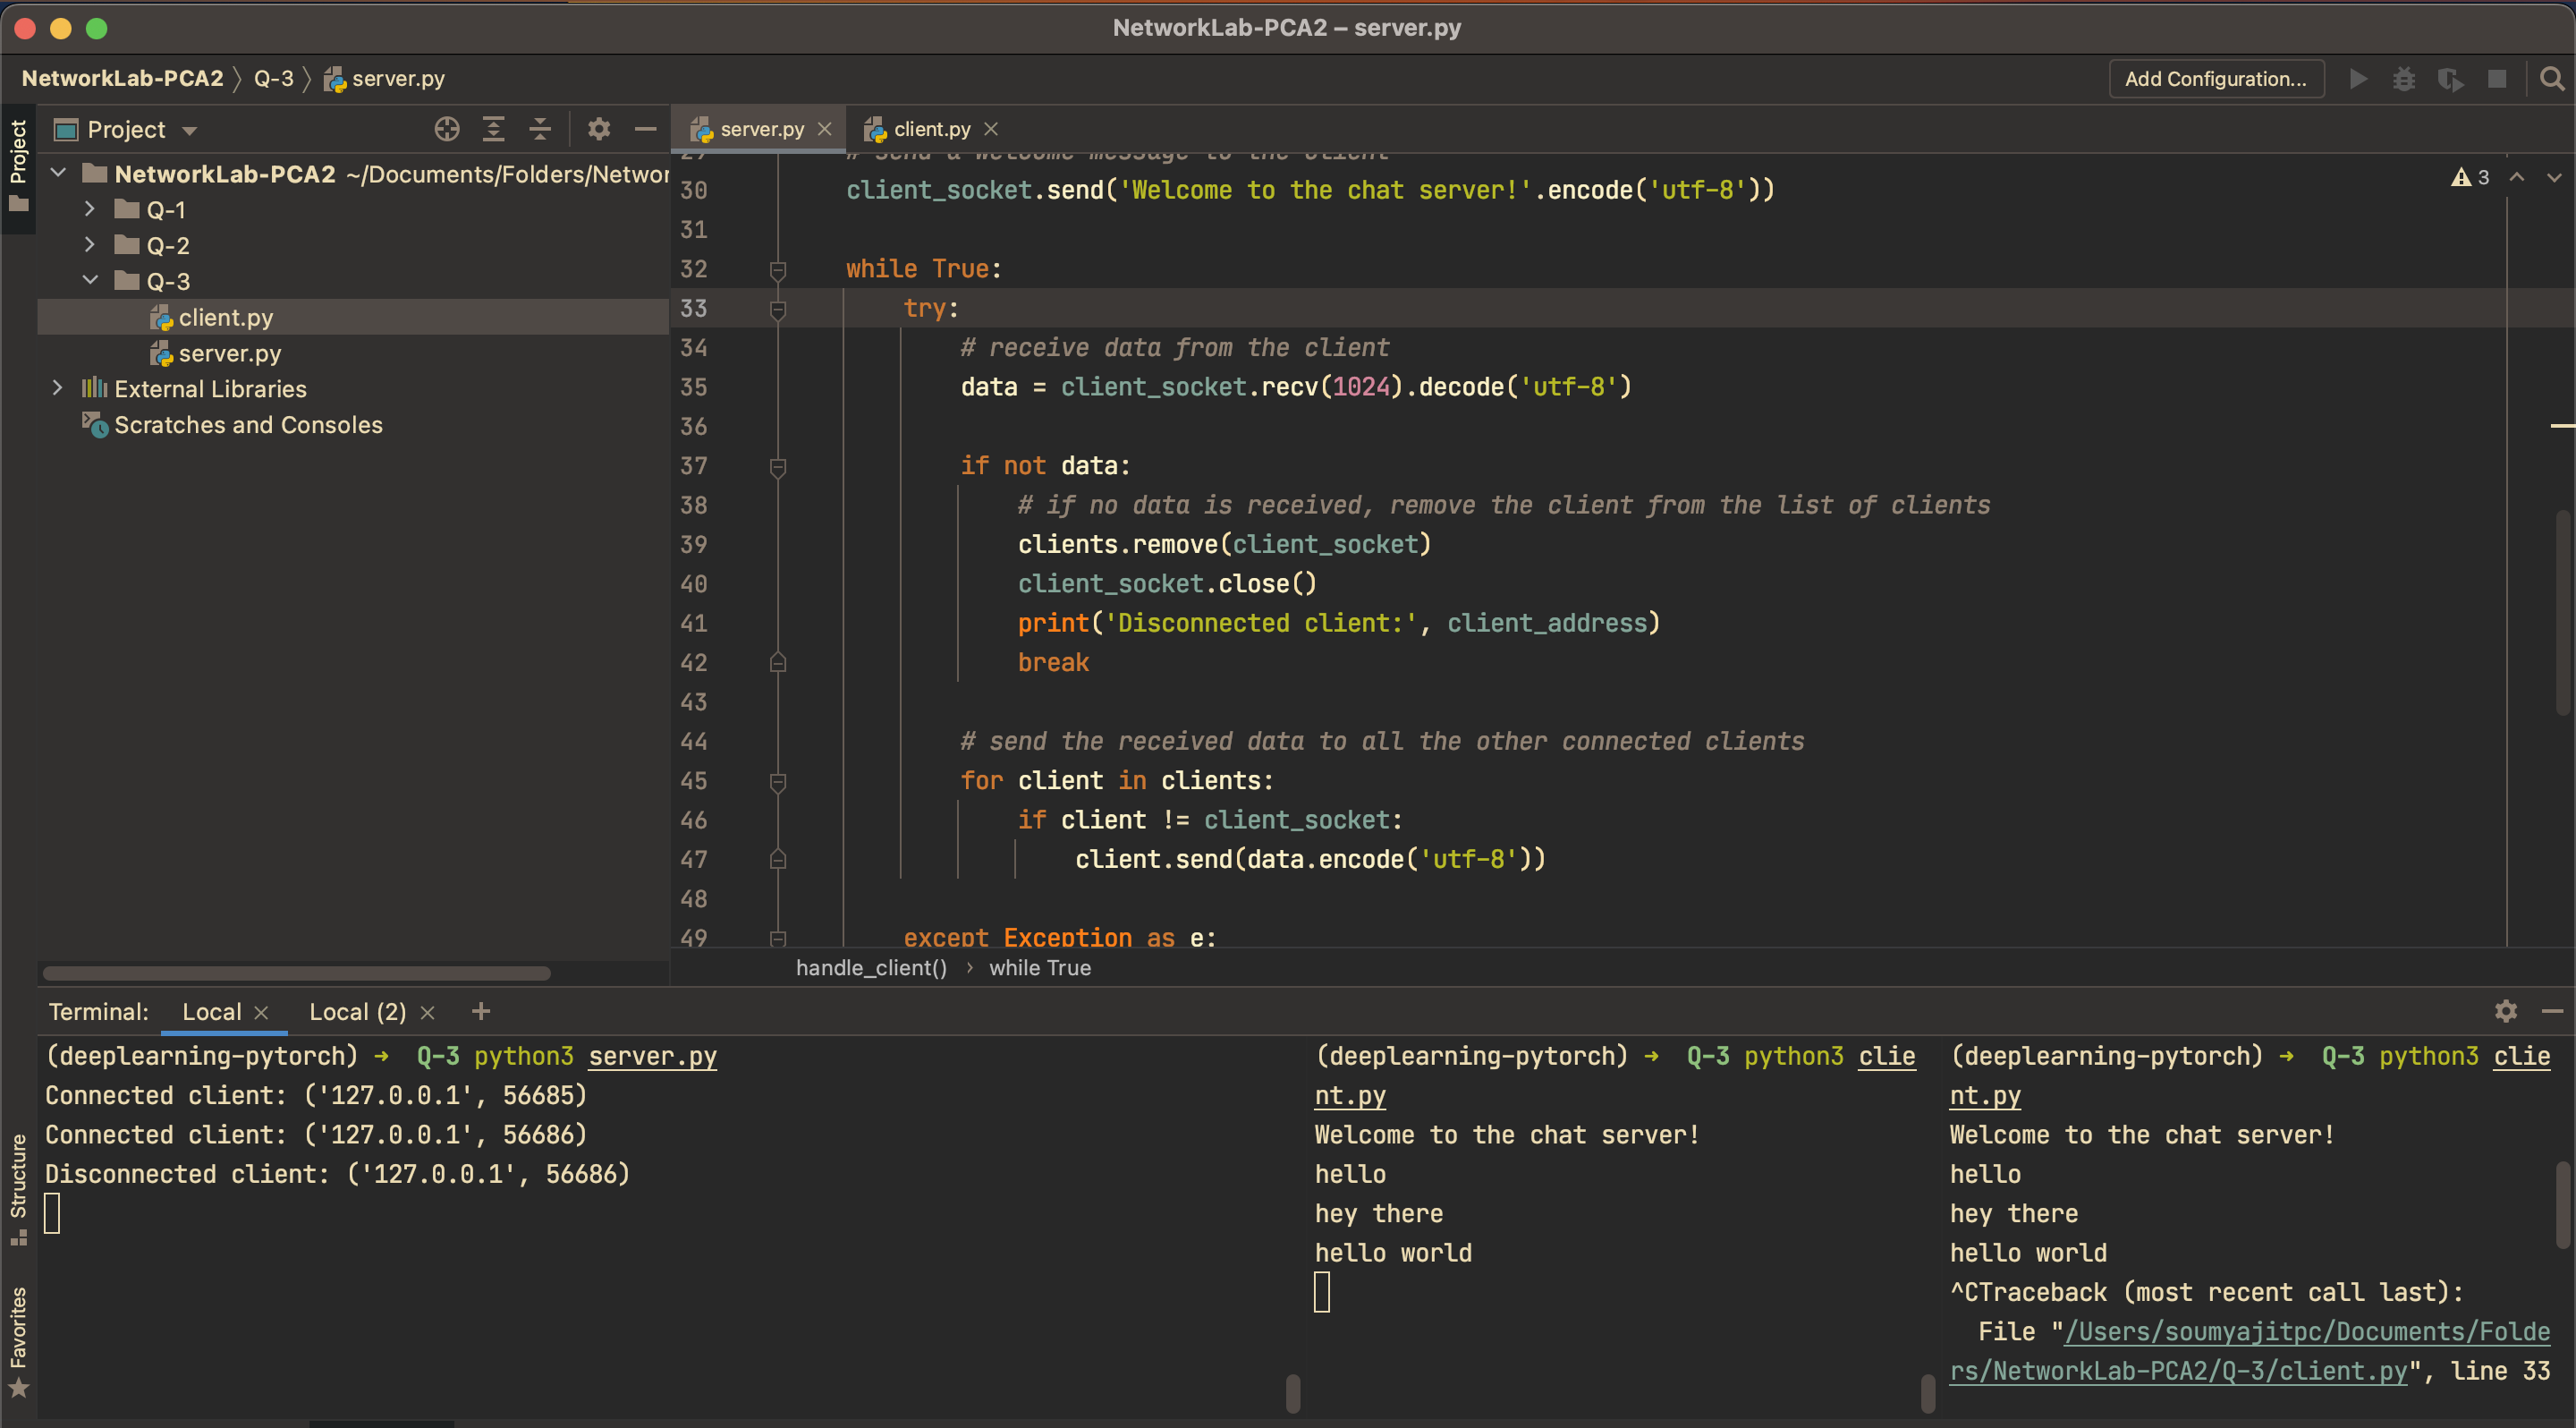 NetworkLab-PCA2 – server.py
NetworkLab-PCA2 〉 Q-3 〉 server.py
Add Configuration...
Project
Project
server.py
client.py
NetworkLab-PCA2 ~/Documents/Folders/Networ
Q-1
Q-2
Q-3
client.py
server.py
External Libraries
Scratches and Consoles
29 # send a welcome message to the client
30 client_socket.send('Welcome to the chat server!'.encode('utf-8'))
3
31
32 while True:
33 try:
34 # receive data from the client
35 data = client_socket.recv(1024).decode('utf-8')
36
37 if not data:
38 # if no data is received, remove the client from the list of clients
39 clients.remove(client_socket)
40 client_socket.close()
41 print('Disconnected client:', client_address)
42 break
43
44 # send the received data to all the other connected clients
45 for client in clients:
46 if client != client_socket:
47 client.send(data.encode('utf-8'))
48
49 except Exception as e:
handle_client() › while True
Structure
Favorites
Terminal: Local Local (2)
(deeplearning-pytorch) → Q-3 python3 server.py
Connected client: ('127.0.0.1', 56685)
Connected client: ('127.0.0.1', 56686)
Disconnected client: ('127.0.0.1', 56686)
(deeplearning-pytorch) → Q-3 python3 clie
nt.py
Welcome to the chat server!
hello
hey there
hello world
(deeplearning-pytorch) → Q-3 python3 clie
nt.py
Welcome to the chat server!
hello
hey there
hello world
^CTraceback (most recent call last):
File "/Users/soumyajitpc/Documents/Folde
rs/NetworkLab-PCA2/Q-3/client.py", line 33